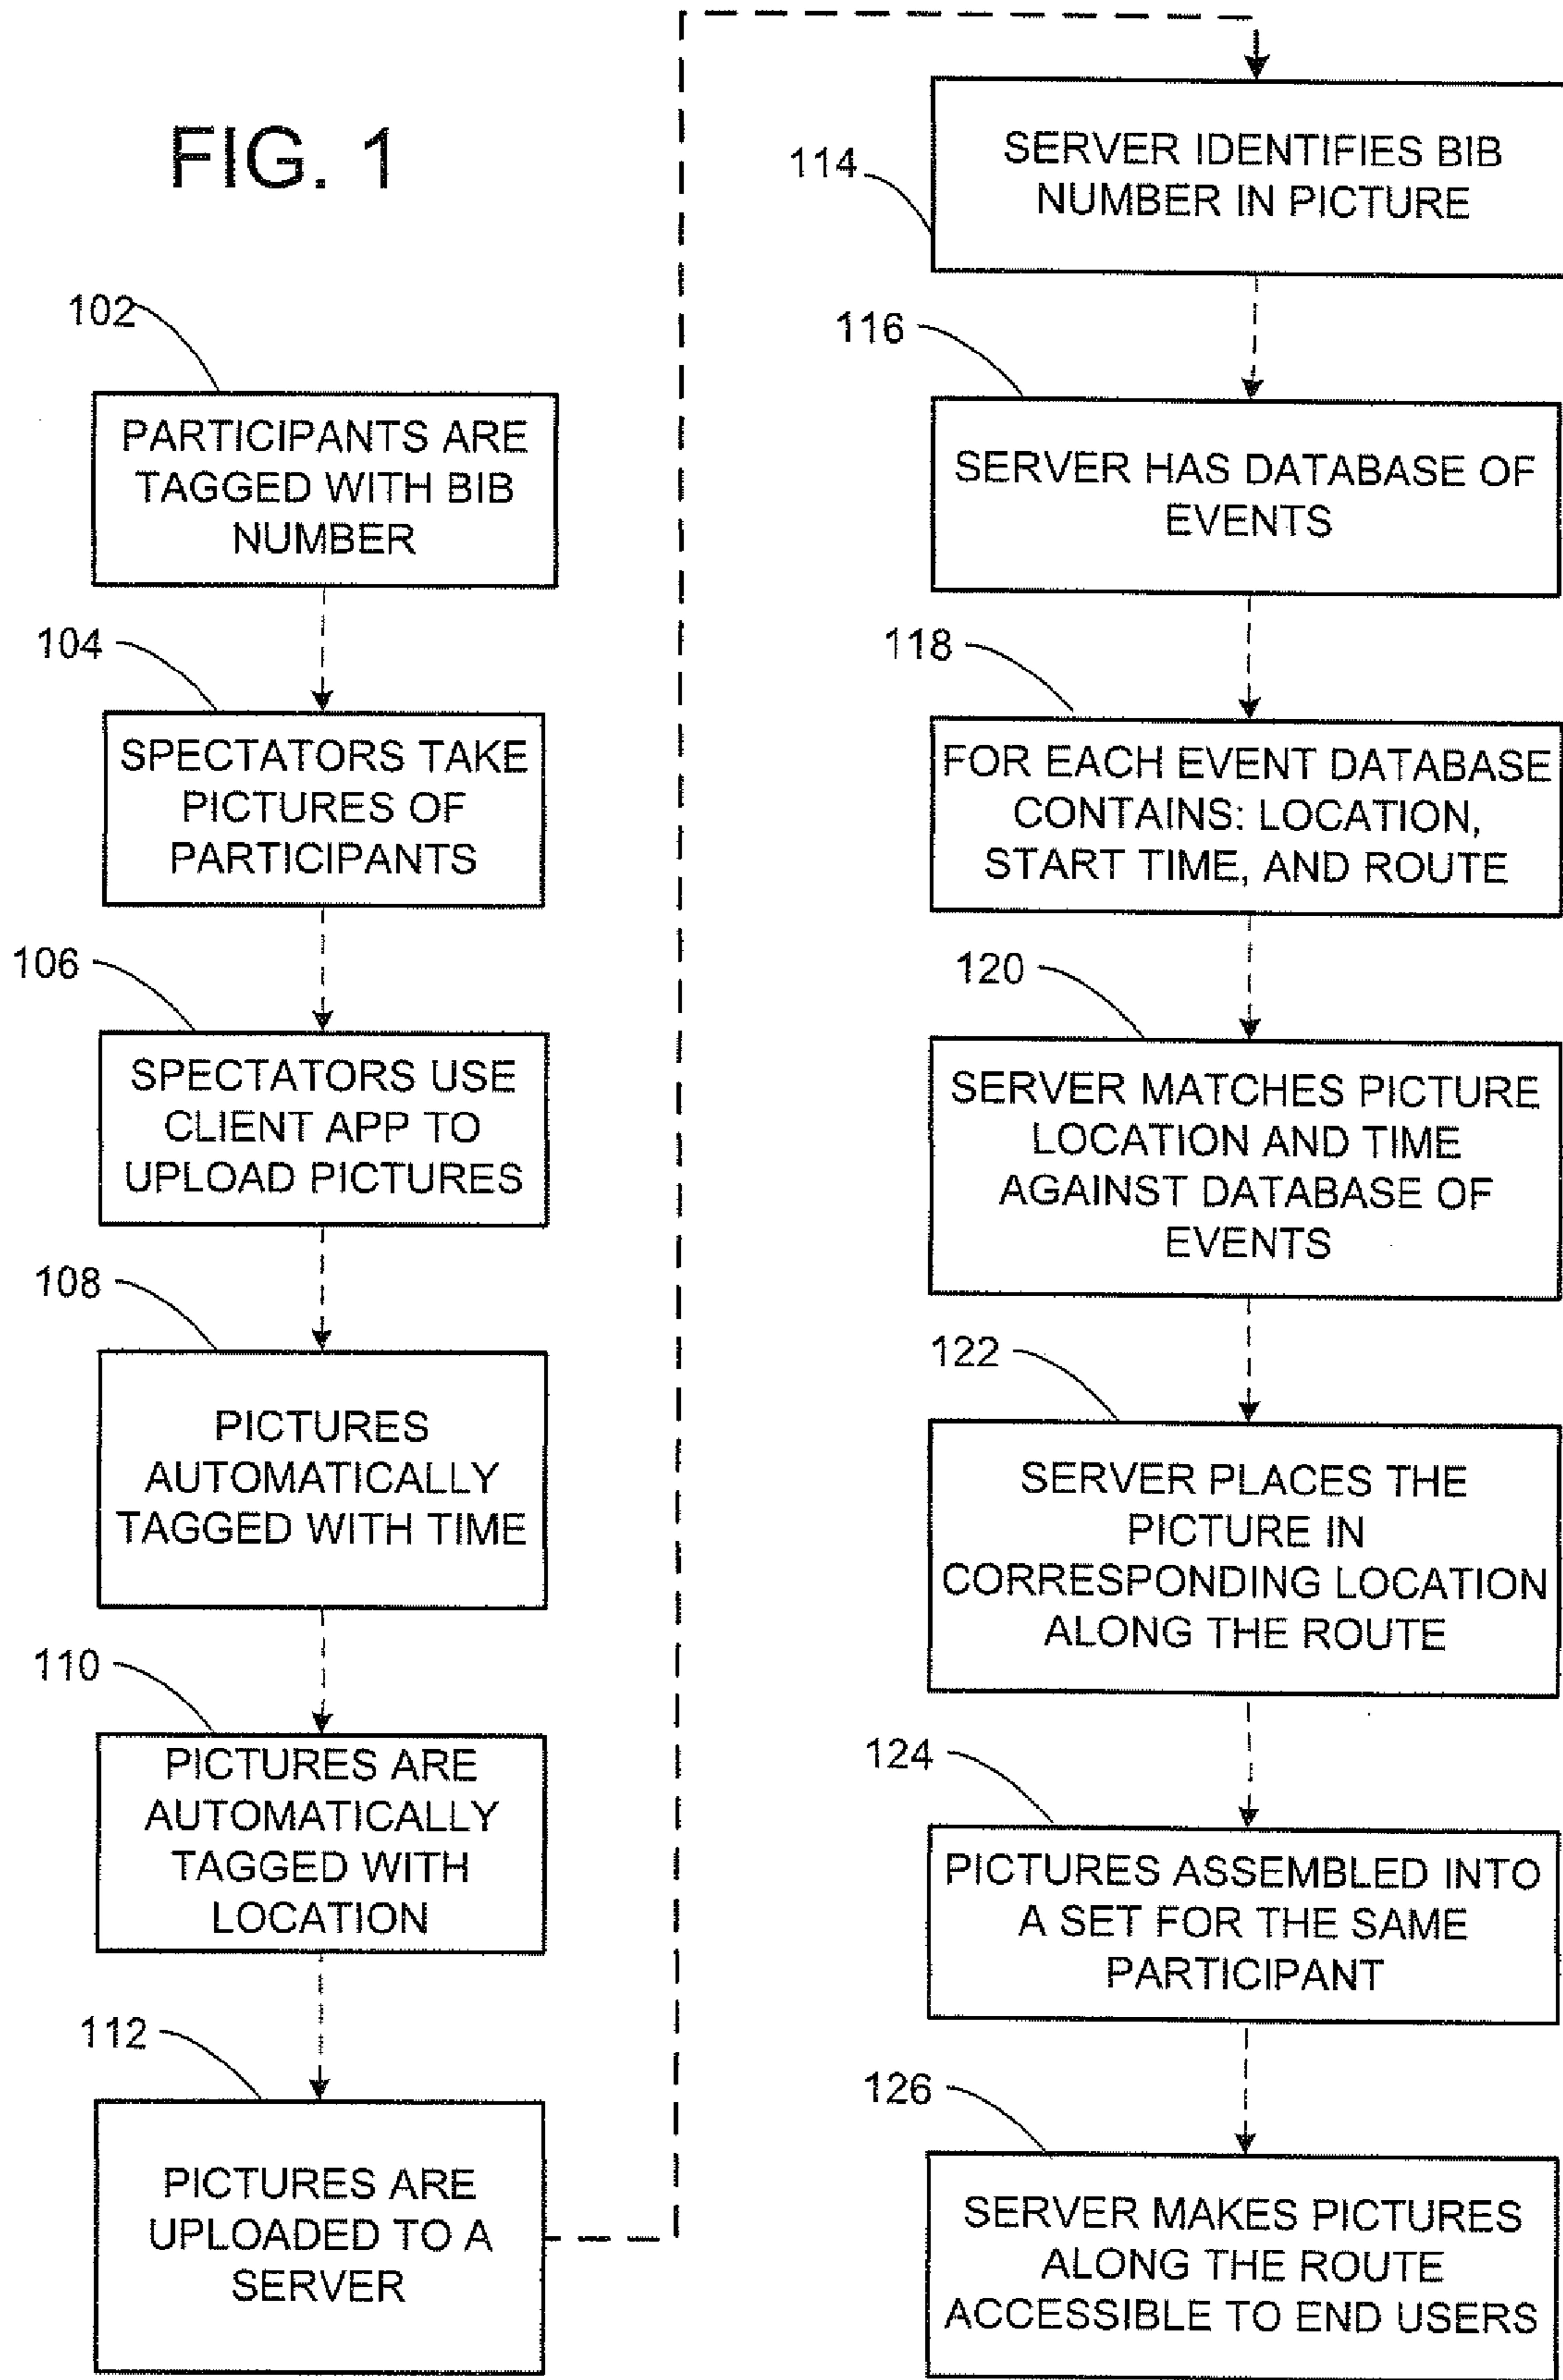 FIG. 1
102
PARTICIPANTS ARE
TAGGED WITH BIB
NUMBER
104
SPECTATORS TAKE
PICTURES OF
PARTICIPANTS
106
SPECTATORS USE
CLIENT APP TO
UPLOAD PICTURES
108
PICTURES
AUTOMATICALLY
TAGGED WITH TIME
110
PICTURES ARE
AUTOMATICALLY
TAGGED WITH
LOCATION
112
PICTURES ARE
UPLOADED TO A
SERVER
114
SERVER IDENTIFIES BIB
NUMBER IN PICTURE
116
SERVER HAS DATABASE OF
EVENTS
118
FOR EACH EVENT DATABASE
CONTAINS: LOCATION,
START TIME, AND ROUTE
120
SERVER MATCHES PICTURE
LOCATION AND TIME
AGAINST DATABASE OF
EVENTS
122
SERVER PLACES THE
PICTURE IN
CORRESPONDING LOCATION
ALONG THE ROUTE
124
PICTURES ASSEMBLED INTO
A SET FOR THE SAME
PARTICIPANT
126
SERVER MAKES PICTURES
ALONG THE ROUTE
ACCESSIBLE TO END USERS